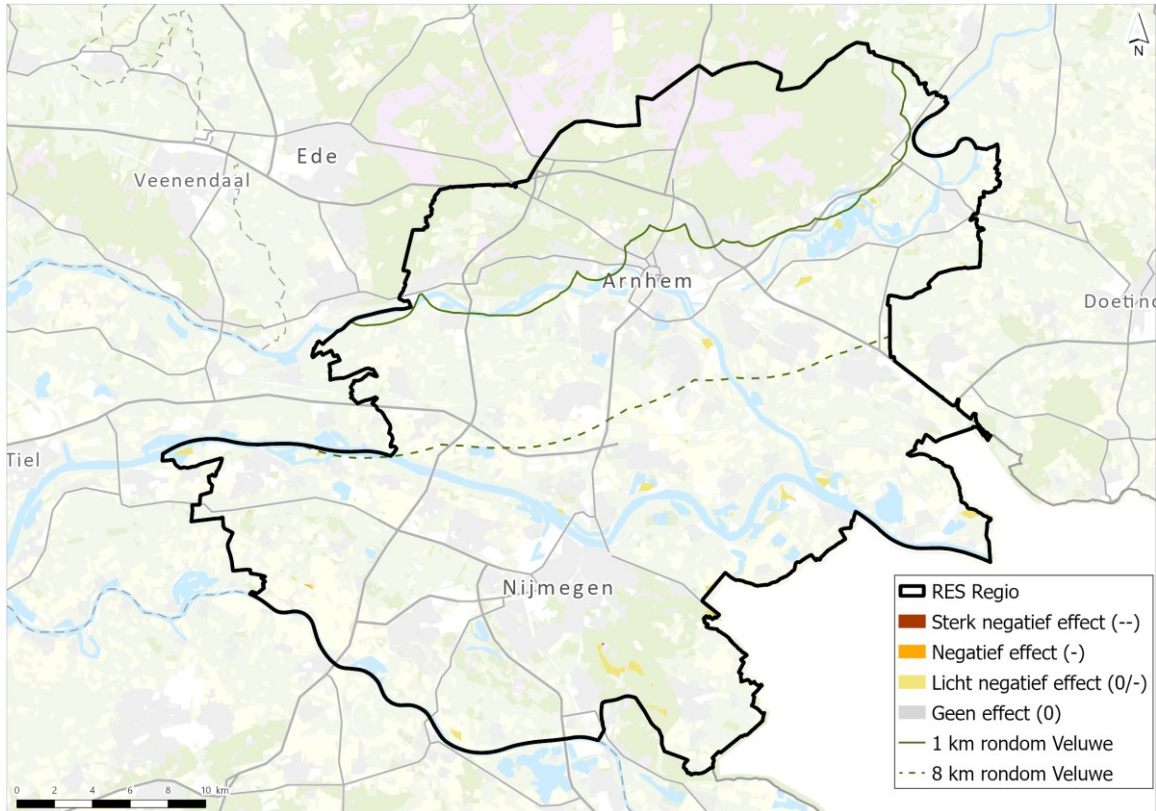 N
Ede
Veenendaal
Arnhem
Doetinc
Tiel
Nijmegen
RES Regio
Sterk negatief effect (--)
Negatief effect (-)
Licht negatief effect (0/-)
Geen effect (0)
1 km rondom Veluwe
8 km rondom Veluwe
0 2 4 6 8 10 km